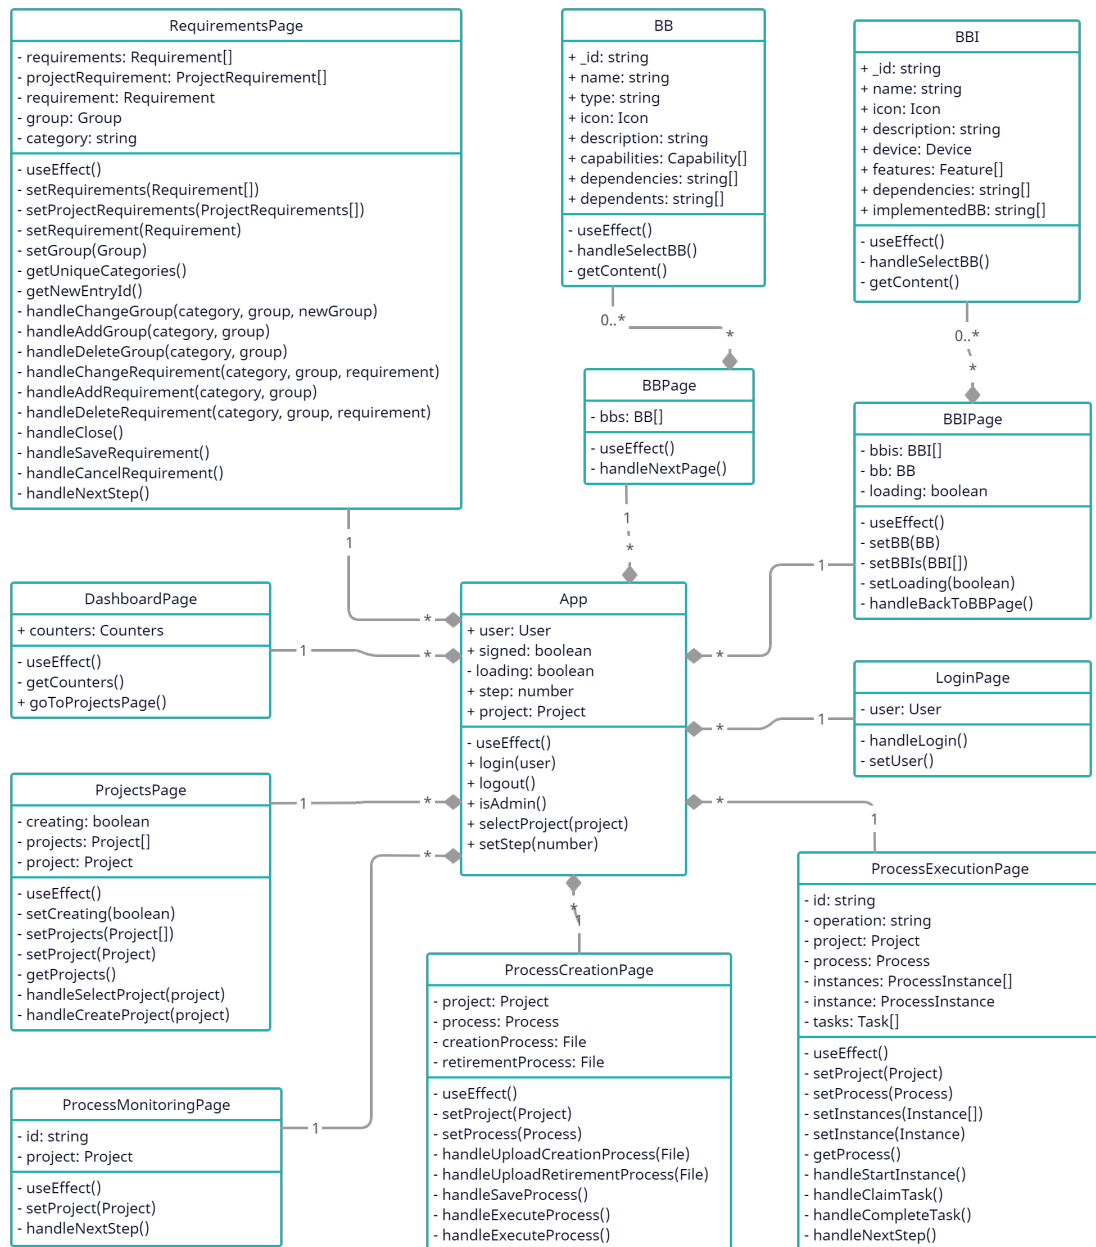 RequirementsPage
- requirements: Requirement[]
- projectRequirement: ProjectRequirement[]
- requirement: Requirement
- group: Group
- category: string
- useEffect()
- setRequirements(Requirement[])
- setProjectRequirements(ProjectRequirements[])
- setRequirement(Requirement)
- setGroup(Group)
- getUniqueCategories()
- getNewEntryId()
- handleChangeGroup(category, group, newGroup)
- handleAddGroup(category, group)
- handleDeleteGroup(category, group)
- handleChangeRequirement(category, group, requirement)
- handleAddRequirement(category, group)
- handleDeleteRequirement(category, group, requirement)
- handleClose()
- handleSaveRequirement()
- handleCancelRequirement()
- handleNextStep()
1
*
BB
+ _id: string
+ name: string
+ type: string
+ icon: Icon
+ description: string
+ capabilities: Capability[]
+ dependencies: string[]
+ dependents: string[]
- useEffect()
- handleSelectBB()
- getContent()
0..*
*
BBI
+ _id: string
+ name: string
+ icon: Icon
+ description: string
+ device: Device
+ features: Feature[]
+ dependencies: string[]
+ implementedBB: string[]
- useEffect()
- handleSelectBB()
- getContent()
0..*
*
BBPage
- bbs: BB[]
- useEffect()
- handleNextPage()
1
*
BBIPage
- bbis: BBI[]
- bb: BB
- loading: boolean
- useEffect()
- setBB(BB)
- setBBIs(BBI[])
- setLoading(boolean)
- handleBackToBBPage()
1
*
DashboardPage
+ counters: Counters
- useEffect()
- getCounters()
+ goToProjectsPage()
1
*
App
+ user: User
+ signed: boolean
- loading: boolean
+ step: number
+ project: Project
- useEffect()
+ login(user)
+ logout()
+ isAdmin()
+ selectProject(project)
+ setStep(number)
LoginPage
- user: User
- handleLogin()
- setUser()
1
*
ProjectsPage
- creating: boolean
- projects: Project[]
- project: Project
- useEffect()
- setCreating(boolean)
- setProjects(Project[])
- setProject(Project)
- getProjects()
- handleSelectProject(project)
- handleCreateProject(project)
1
*
ProcessExecutionPage
- id: string
- operation: string
- project: Project
- process: Process
- instances: ProcessInstance[]
- instance: ProcessInstance
- tasks: Task[]
- useEffect()
- setProject(Project)
- setProcess(Process)
- setInstances(Instance[])
- setInstance(Instance)
- getProcess()
- handleStartInstance()
- handleClaimTask()
- handleCompleteTask()
- handleNextStep()
1
*
ProcessCreationPage
- project: Project
- process: Process
- creationProcess: File
- retirementProcess: File
- useEffect()
- setProject(Project)
- setProcess(Process)
- handleUploadCreationProcess(File)
- handleUploadRetirementProcess(File)
- handleSaveProcess()
- handleExecuteProcess()
- handleExecuteProcess()
1
*
ProcessMonitoringPage
- id: string
- project: Project
- useEffect()
- setProject(Project)
- handleNextStep()
1
*